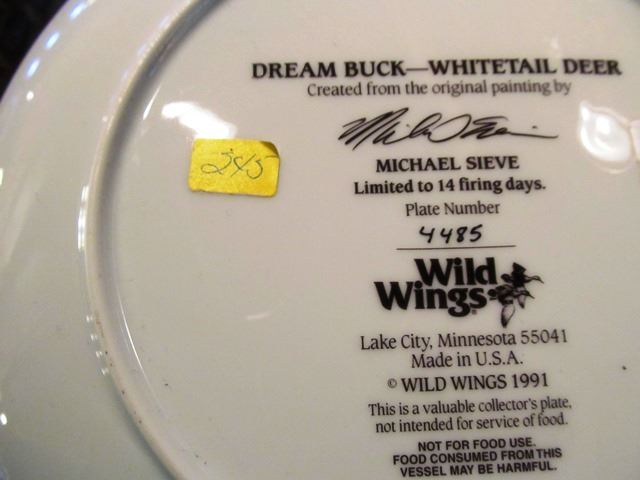 DREAM BUCK—WHITETAIL DEER
Created from the original painting by
MICHAEL SIEVE
Limited to 14 firing days.
Plate Number
4485
Wild
Wings
Lake City, Minnesota 55041
Made in U.S.A.
© WILD WINGS 1991
This is a valuable collector's plate,
not intended for service of food.
NOT FOR FOOD USE.
FOOD CONSUMED FROM THIS
VESSEL MAY BE HARMFUL.
245